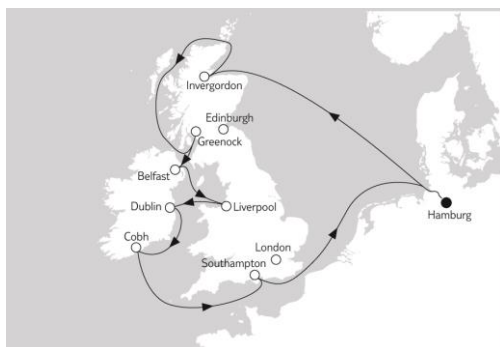 Invergordon
Edinburgh
Greenock
Belfast
Dublin
Liverpool
Hamburg
Cobh
London
Southampton